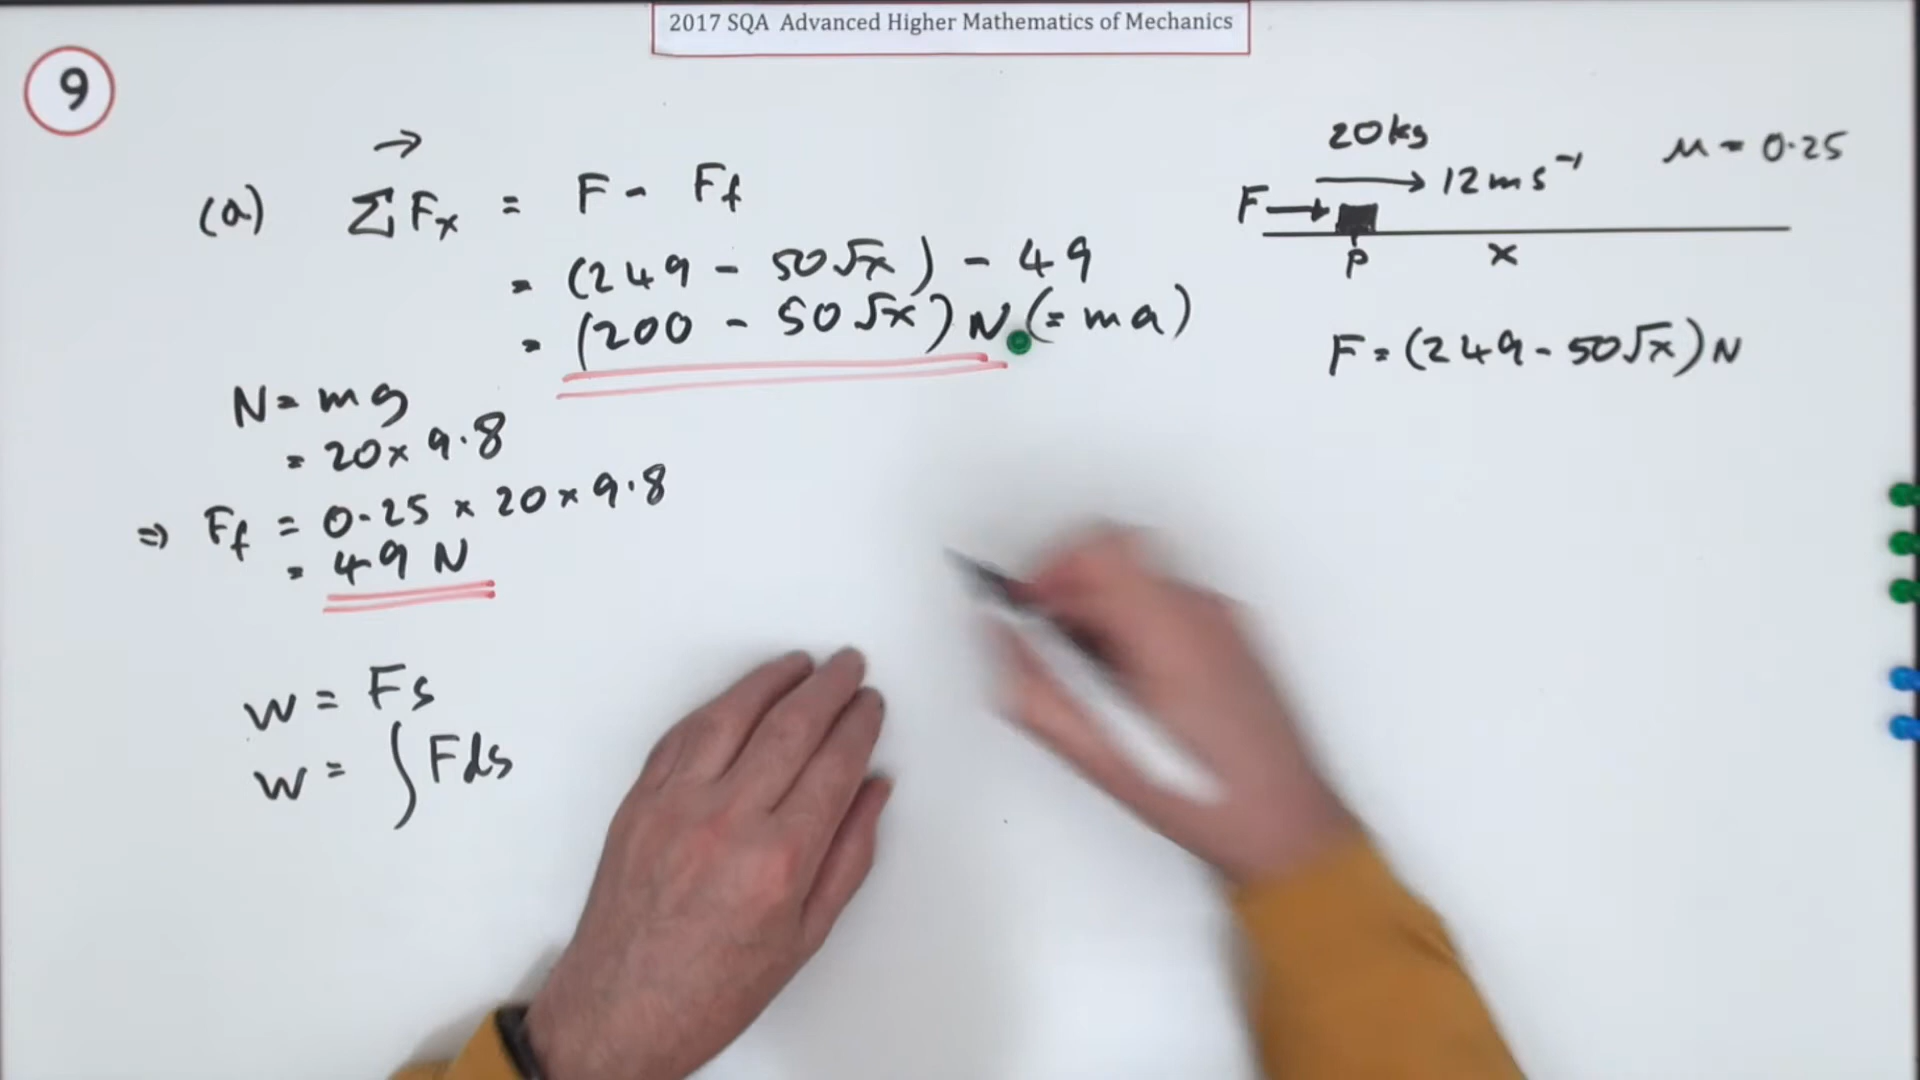 2017 SQA Advanced Higher Mathematics of Mechanics
9
(a) →ΣFx = F - Ff
= (249 - 50√x) - 49
= (200 - 50√x) N (= ma)
N = mg
= 20 × 9.8
⇒ Ff = 0.25 × 20 × 9.8
= 49 N
W = Fs
W = ∫Fds
20kg
12ms⁻¹
μ = 0.25
F→
P
x
F = (249 - 50√x) N